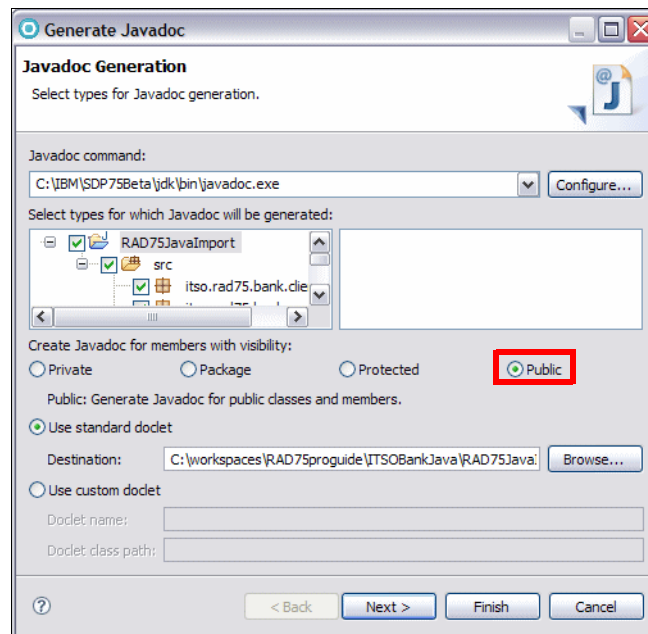 Generate Javadoc
Javadoc Generation
Select types for Javadoc generation.
Javadoc command:
C:\IBM\SDP75Beta\jdk\bin\javadoc.exe
Configure...
Select types for which Javadoc will be generated:
RAD75JavaImport
src
itso.rad75.bank.clie
Create Javadoc for members with visibility:
Private Package Protected Public
Public: Generate Javadoc for public classes and members.
Use standard doclet
Destination: C:\workspaces\RAD75proguide\ITSOBankJava\RAD75Java Browse...
Use custom doclet
Doclet name:
Doclet class path:
< Back Next > Finish Cancel